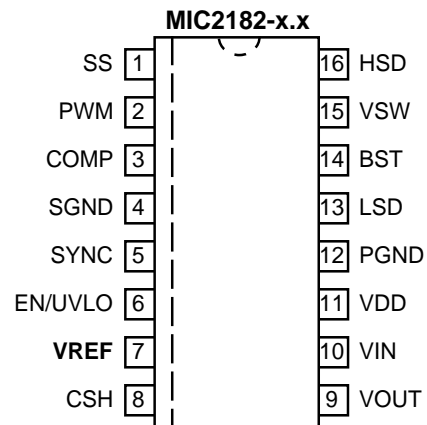 MIC2182-x.x
SS 1 16 HSD
PWM 2 15 VSW
COMP 3 14 BST
SGND 4 13 LSD
SYNC 5 12 PGND
EN/UVLO 6 11 VDD
VREF 7 10 VIN
CSH 8 9 VOUT